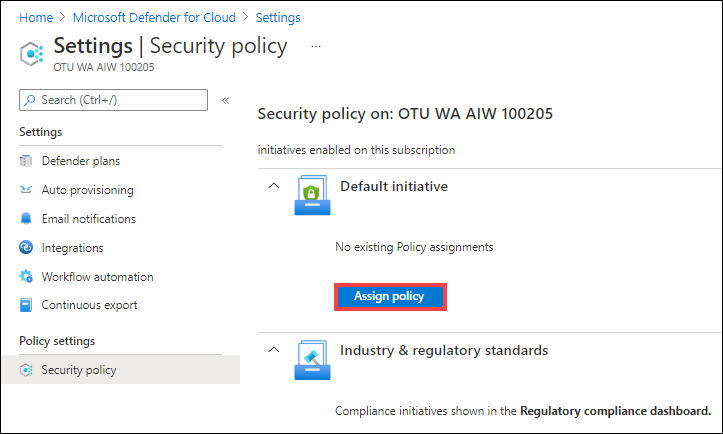 Home > Microsoft Defender for Cloud > Settings
Settings | Security policy ...
OTU WA AIW 100205
Search (Ctrl+/)
«
Settings
Defender plans
Auto provisioning
Email notifications
Integrations
Workflow automation
Continuous export
Policy settings
Security policy
Security policy on: OTU WA AIW 100205
initiatives enabled on this subscription
Default initiative
No existing Policy assignments
Assign policy
Industry & regulatory standards
Compliance initiatives shown in the Regulatory compliance dashboard.